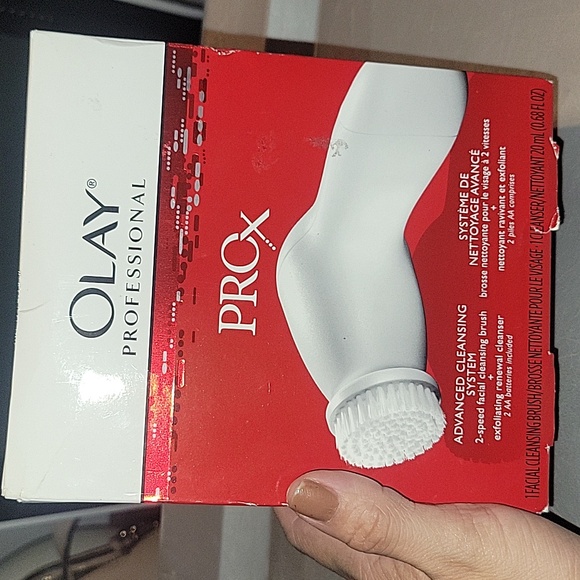 OLAY®
PROFESSIONAL
PROX
ADVANCED CLEANSING
SYSTEM
2-speed facial cleansing brush
+
exfoliating renewal cleanser
2 AA batteries included
SYSTÈME DE
NETTOYAGE AVANCÉ
brosse nettoyante pour le visage à 2 vitesses
+
nettoyant ravivant et exfoliant
2 piles AA comprises
1 FACIAL CLEANSING BRUSH/BROSSE NETTOYANTE POUR LE VISAGE · 1 CLEANSER/NETTOYANT 20 mL (0.68 FL OZ)